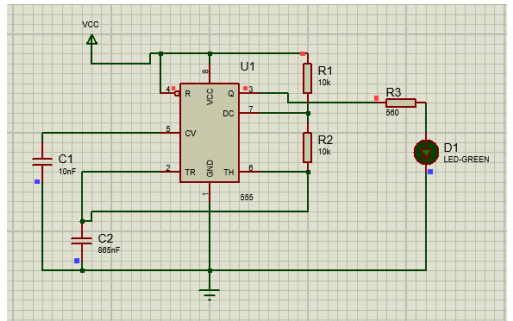 VCC
U1
R1
10k
8
4
R
VCC
Q
3
R3
560
DC
7
5
CV
R2
10k
D1
LED-GREEN
C1
10nF
2
TR
GND
TH
6
1
555
C2
865nF